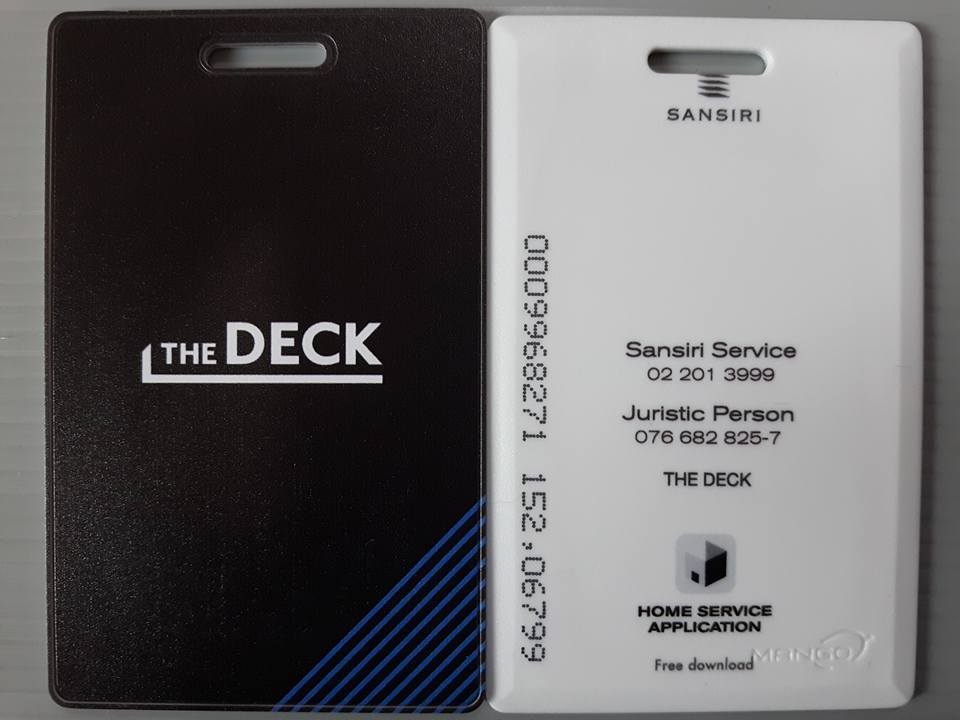 THE DECK
SANSIRI
0009968271 152,06799
Sansiri Service
02 201 3999
Juristic Person
076 682 825-7
THE DECK
HOME SERVICE
APPLICATION
Free download
MANGO